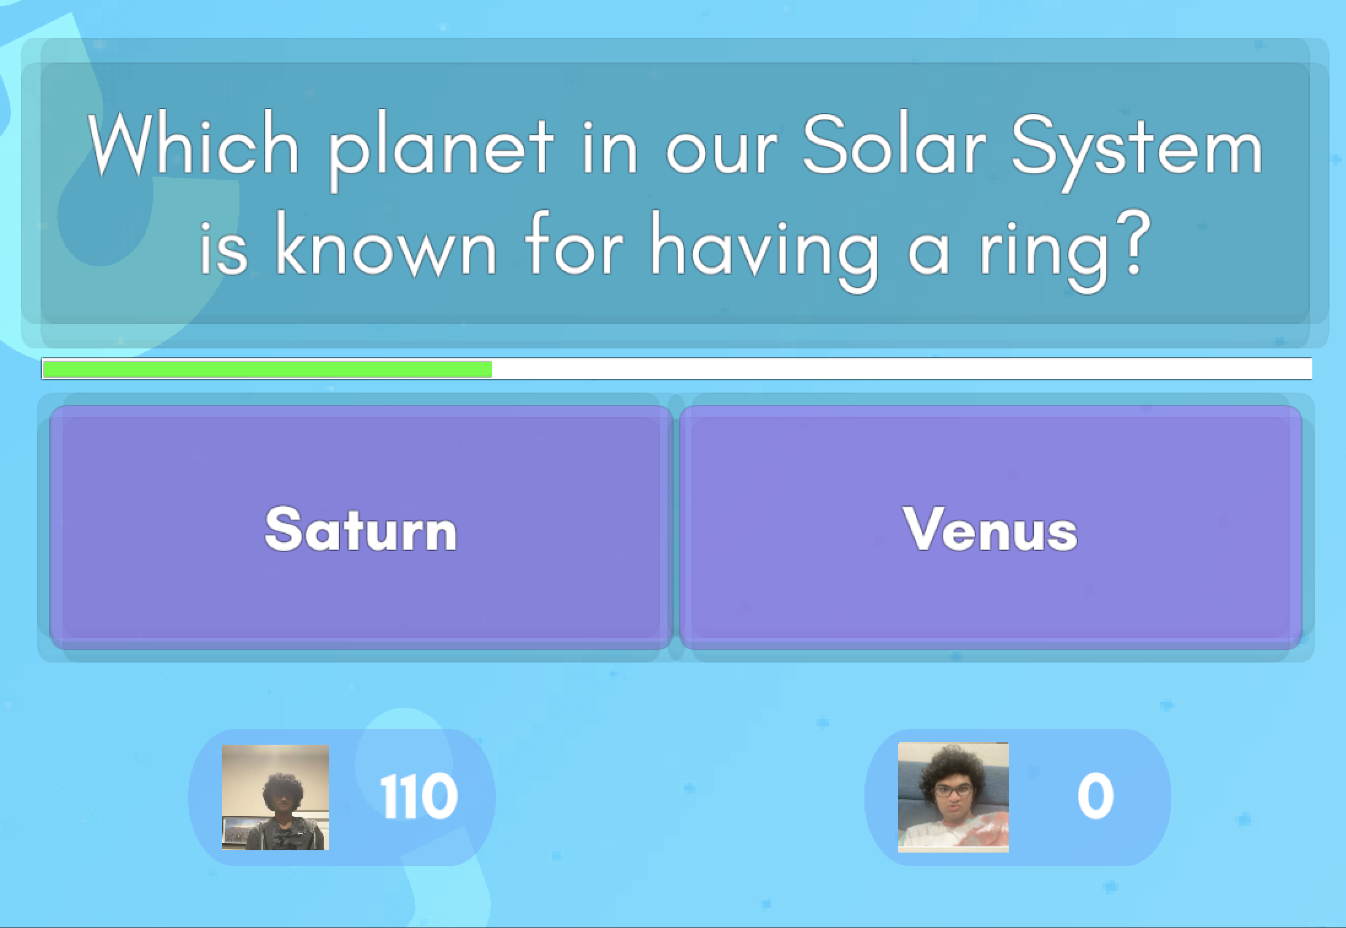 Which planet in our Solar System
is known for having a ring?
Saturn
Venus
110
0